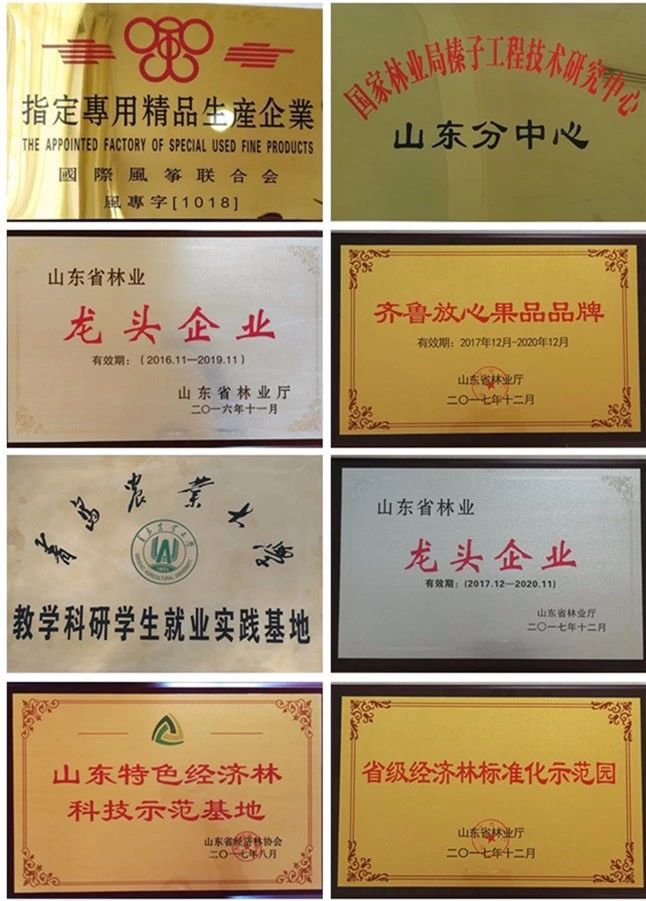 指定專用精品生産企業
THE APPOINTED FACTORY OF SPECIAL USED FINE PRODUCTS
國際風箏联合会
風專字[1018]
国家林业局榛子工程技术研究中心
山东分中心
山东省林业
龙头企业
有效期:(2016.11—2019.11)
山东省林业厅
二〇一六年十一月
齐鲁放心果品品牌
有效期:2017年12月-2020年12月
山东省林业厅
二〇一七年十二月
青岛农业大学
教学科研学生就业实践基地
山东省林业
龙头企业
有效期:(2017.12—2020.11)
山东省林业厅
二〇一七年十二月
山东特色经济林
科技示范基地
山东省经济林协会
二〇一七年八月
省级经济林标准化示范园
山东省林业厅
二〇一七年十二月